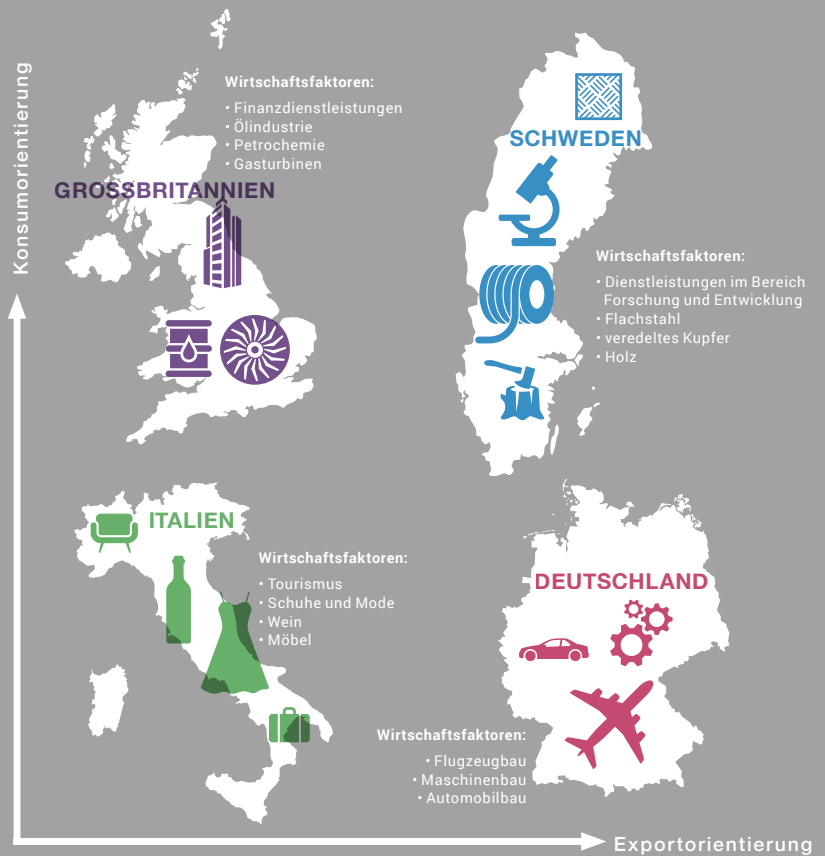 Konsumorientierung
Wirtschaftsfaktoren:
• Finanzdienstleistungen
• Ölindustrie
• Petrochemie
• Gasturbinen
GROSSBRITANNIEN
SCHWEDEN
Wirtschaftsfaktoren:
• Dienstleistungen im Bereich
Forschung und Entwicklung
• Flachstahl
• veredeltes Kupfer
• Holz
ITALIEN
Wirtschaftsfaktoren:
• Tourismus
• Schuhe und Mode
• Wein
• Möbel
DEUTSCHLAND
Wirtschaftsfaktoren:
• Flugzeugbau
• Maschinenbau
• Automobilbau
Exportorientierung